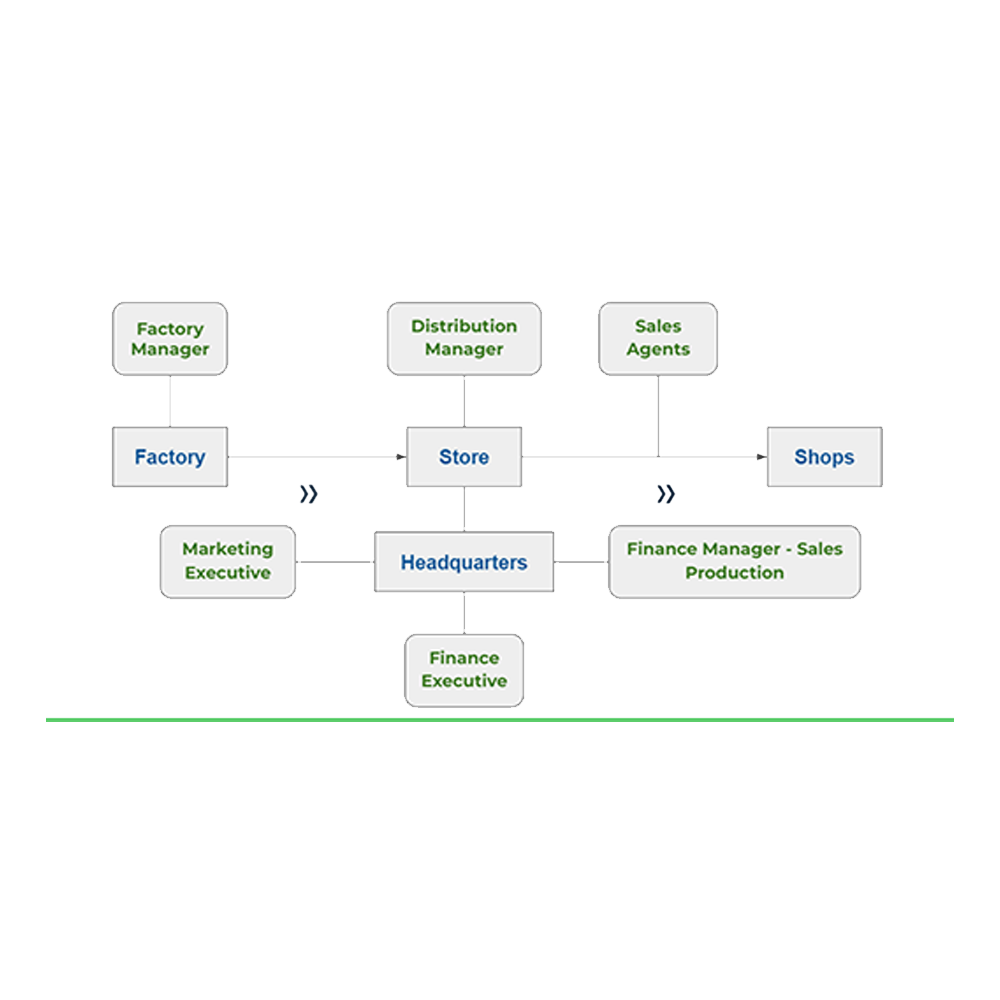 Factory
Manager
Distribution
Manager
Sales
Agents
Factory
Store
Shops
»
»
Marketing
Executive
Headquarters
Finance Manager - Sales
Production
Finance
Executive